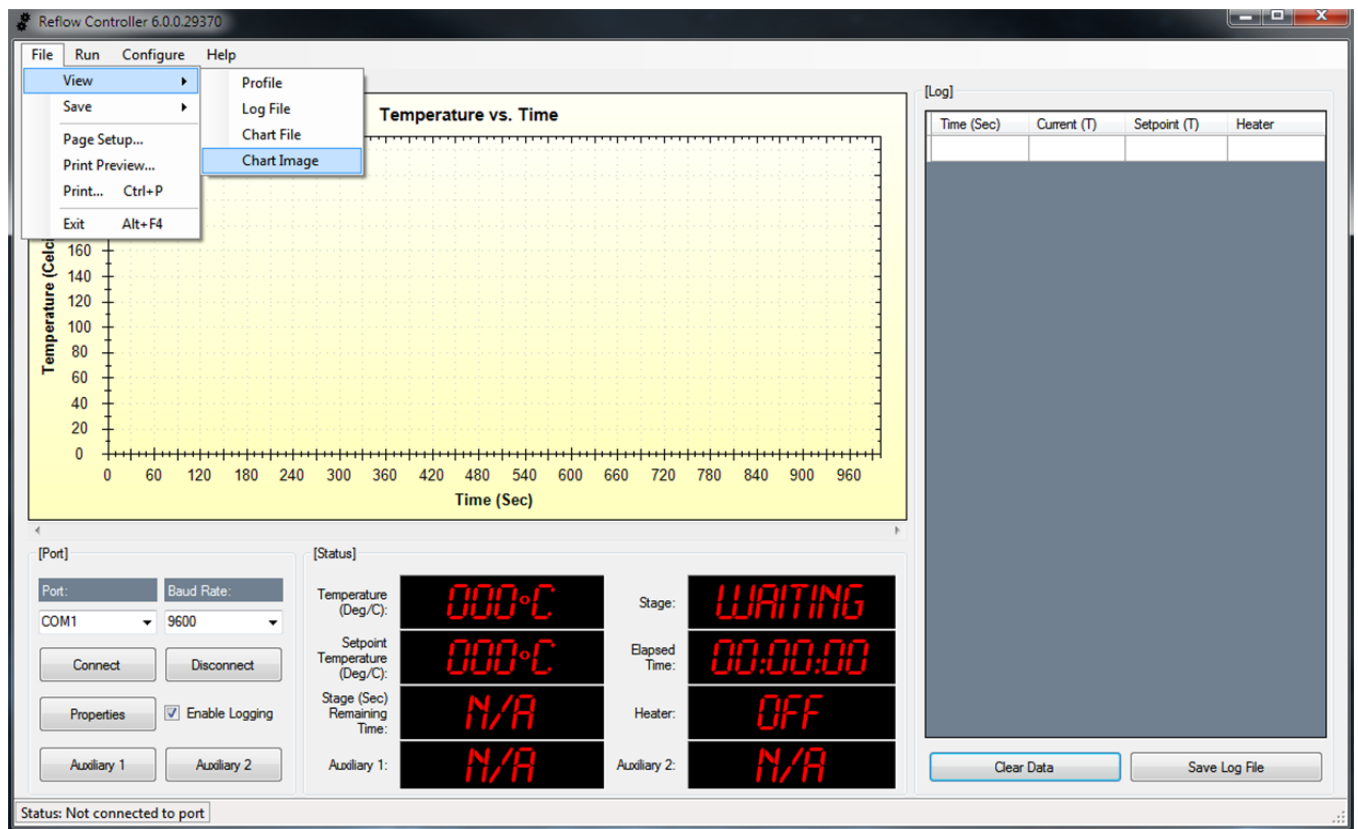 Reflow Controller 6.0.0.29370
File Run Configure Help
View
Save
Page Setup...
Print Preview...
Print... Ctrl+P
Exit Alt+F4
Profile
Log File
Chart File
Chart Image
Temperature vs. Time
160
140
120
100
80
60
40
20
0
0 60 120 180 240 300 360 420 480 540 600 660 720 780 840 900 960
Time (Sec)
[Log]
Time (Sec) Current (T) Setpoint (T) Heater
[Port]
Port: Baud Rate:
COM1 9600
Connect Disconnect
Properties Enable Logging
Auxiliary 1 Auxiliary 2
[Status]
Temperature
(Deg/C):
000°C
Stage:
WAITING
Setpoint
Temperature
(Deg/C):
000°C
Elapsed
Time:
00:00:00
Stage (Sec)
Remaining
Time:
N/A
Heater:
OFF
Auxiliary 1:
N/A
Auxiliary 2:
N/A
Clear Data Save Log File
Status: Not connected to port